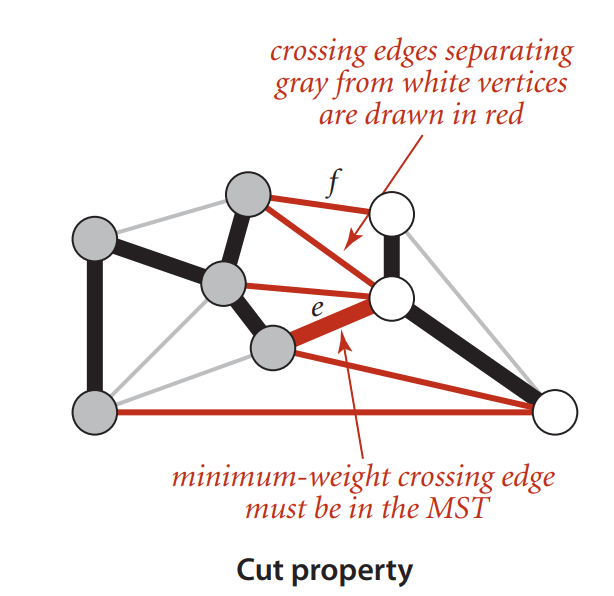 crossing edges separating
gray from white vertices
are drawn in red
f
e
minimum-weight crossing edge
must be in the MST
Cut property